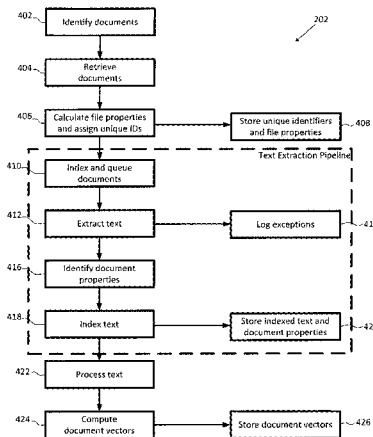 402
Identify documents
202
404
Retrieve
documents
406
Calculate file properties
and assign unique IDs
Store unique identifiers
and file properties
408
Text Extraction Pipeline
410
Index and queue
documents
412
Extract text
Log exceptions
41
416
Identify document
properties
418
Index text
Store indexed text and
document properties
42
422
Process text
424
Compute
document vectors
Store document vectors
426